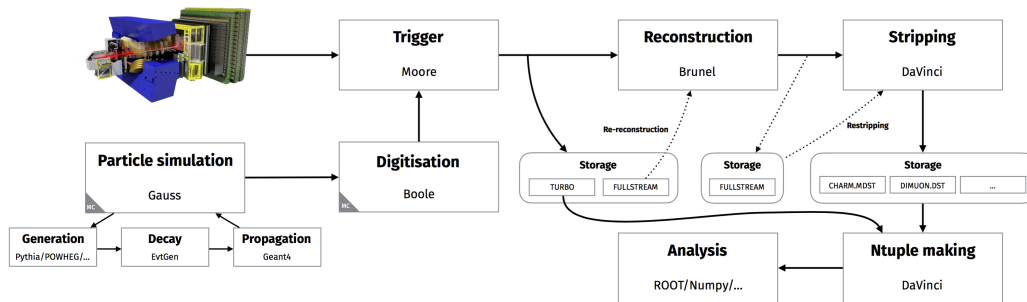 Trigger
Moore
Reconstruction
Brunel
Stripping
DaVinci
Re-reconstruction
Restripping
Particle simulation
Gauss
MC
Digitisation
Boole
MC
Storage
TURBO
FULLSTREAM
Storage
FULLSTREAM
Storage
CHARM.MDST
DIMUON.DST
...
Generation
Pythia/POWHEG/...
Decay
EvtGen
Propagation
Geant4
Analysis
ROOT/Numpy/...
Ntuple making
DaVinci